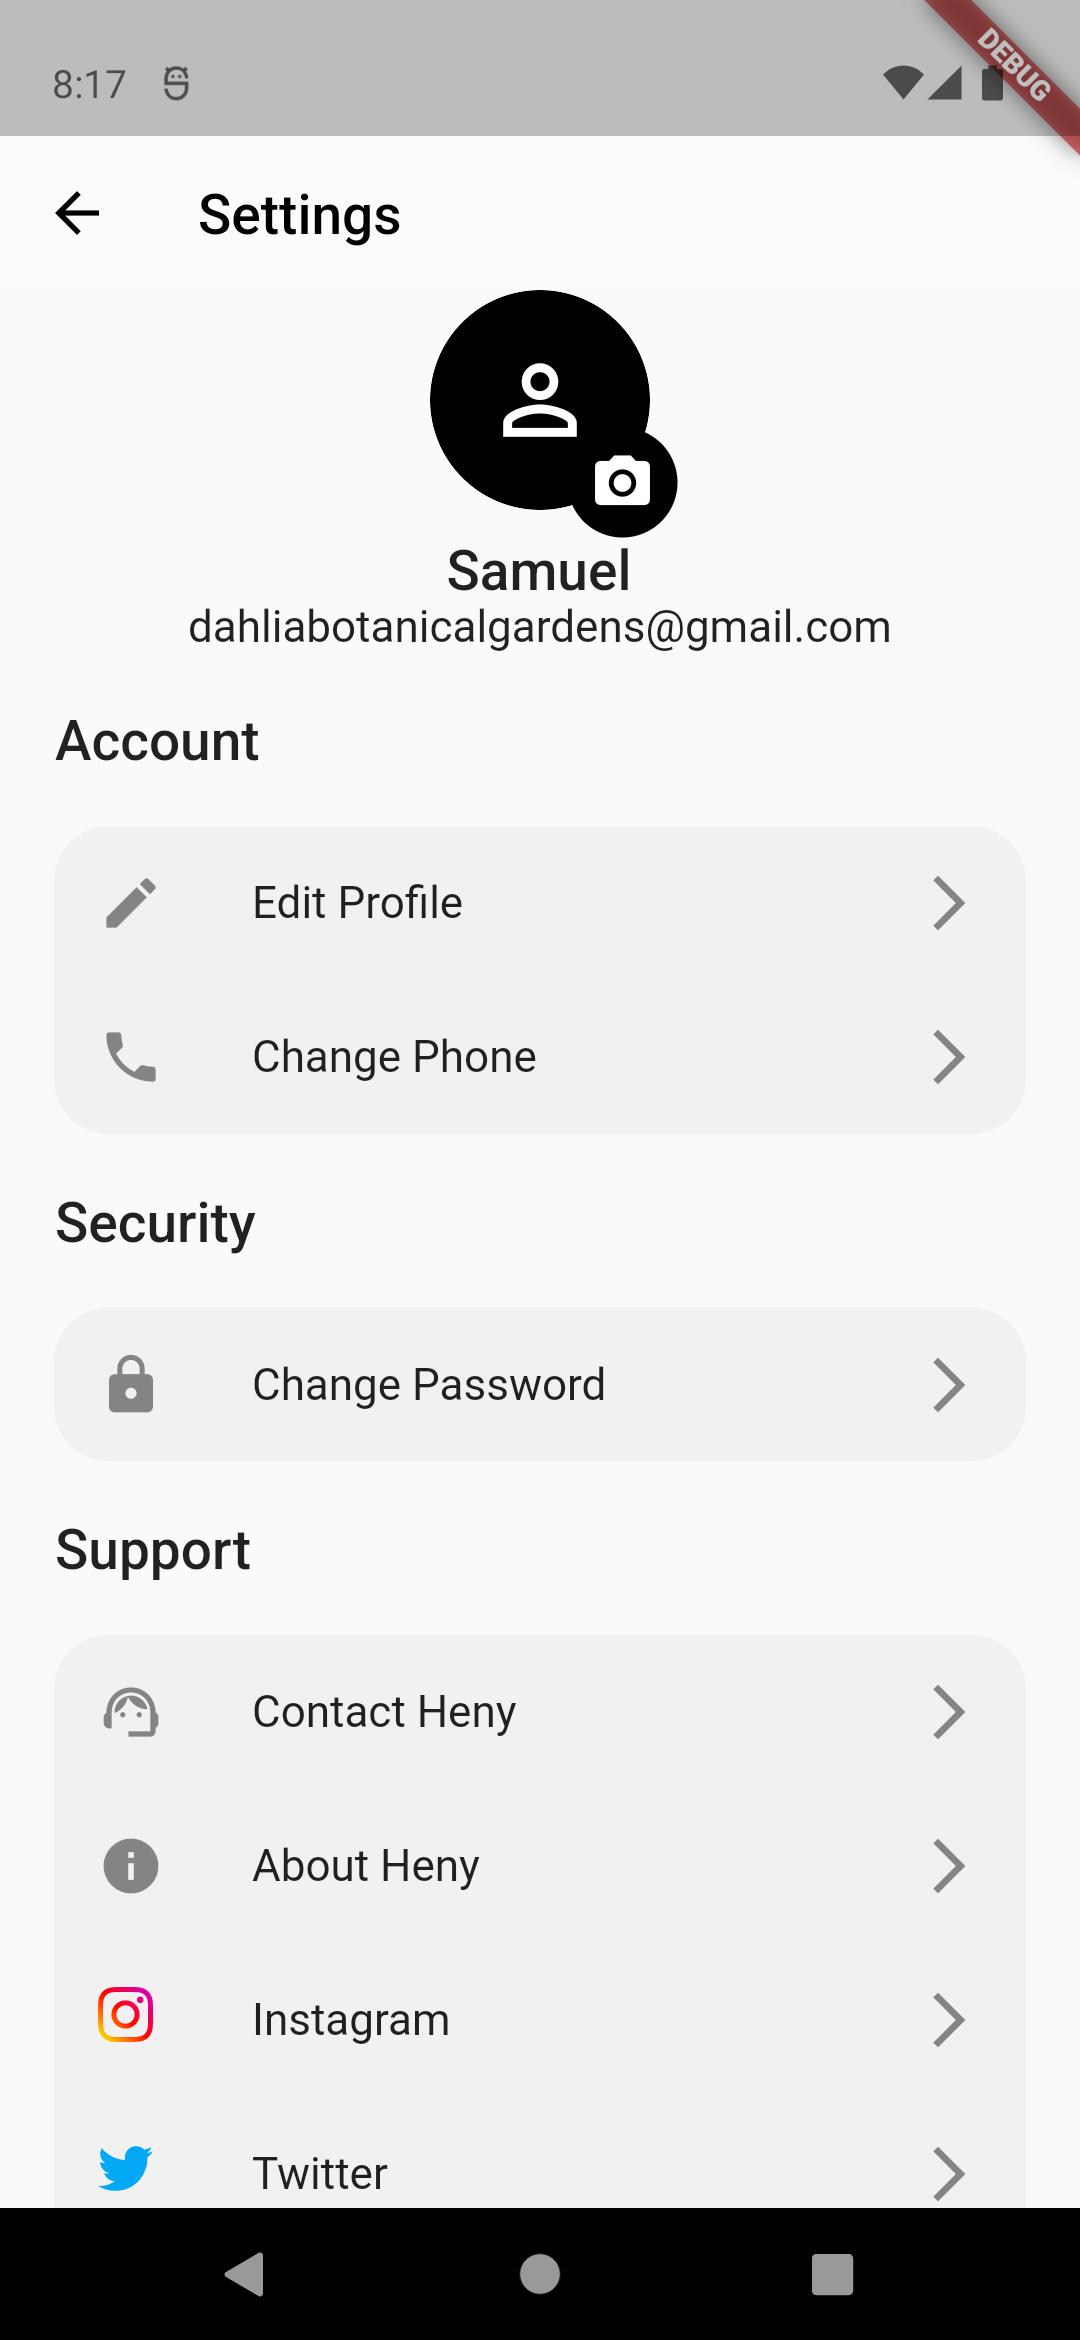 8:17
DEBUG
Settings
Samuel
dahliabotanicalgardens@gmail.com
Account
Edit Profile
Change Phone
Security
Change Password
Support
Contact Heny
About Heny
Instagram
Twitter